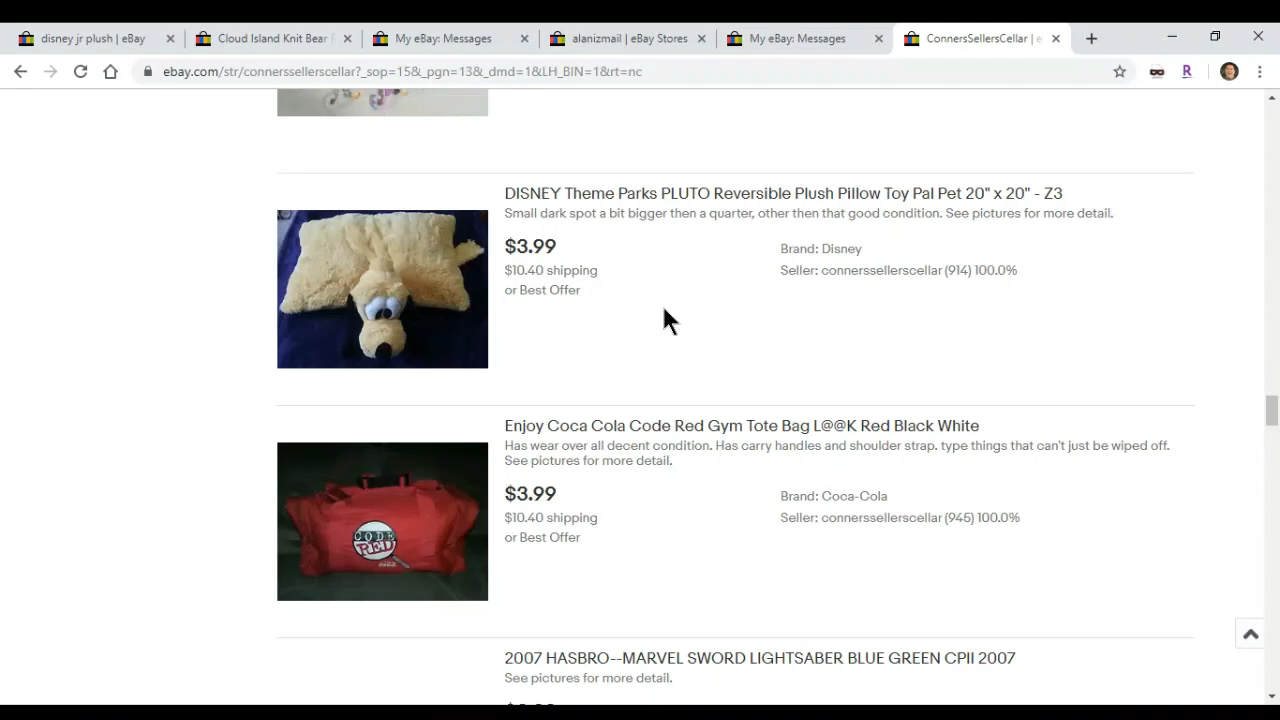 disney jr plush | eBay
Cloud Island Knit Bear
My eBay: Messages
alanizmail | eBay Stores
My eBay: Messages
ConnersSellersCellar | e
ebay.com/str/connerssellerscellar?_sop=15&_pgn=13&_dmd=1&LH_BIN=1&rt=nc
R
DISNEY Theme Parks PLUTO Reversible Plush Pillow Toy Pal Pet 20" x 20" - Z3
Small dark spot a bit bigger then a quarter, other then that good condition. See pictures for more detail.
$3.99
Brand: Disney
$10.40 shipping
Seller: connerssellerscellar (914) 100.0%
or Best Offer
Enjoy Coca Cola Code Red Gym Tote Bag L@@K Red Black White
Has wear over all decent condition. Has carry handles and shoulder strap. type things that can't just be wiped off.
See pictures for more detail.
$3.99
Brand: Coca-Cola
$10.40 shipping
Seller: connerssellerscellar (945) 100.0%
or Best Offer
CODE
RED
2007 HASBRO--MARVEL SWORD LIGHTSABER BLUE GREEN CPII 2007
See pictures for more detail.